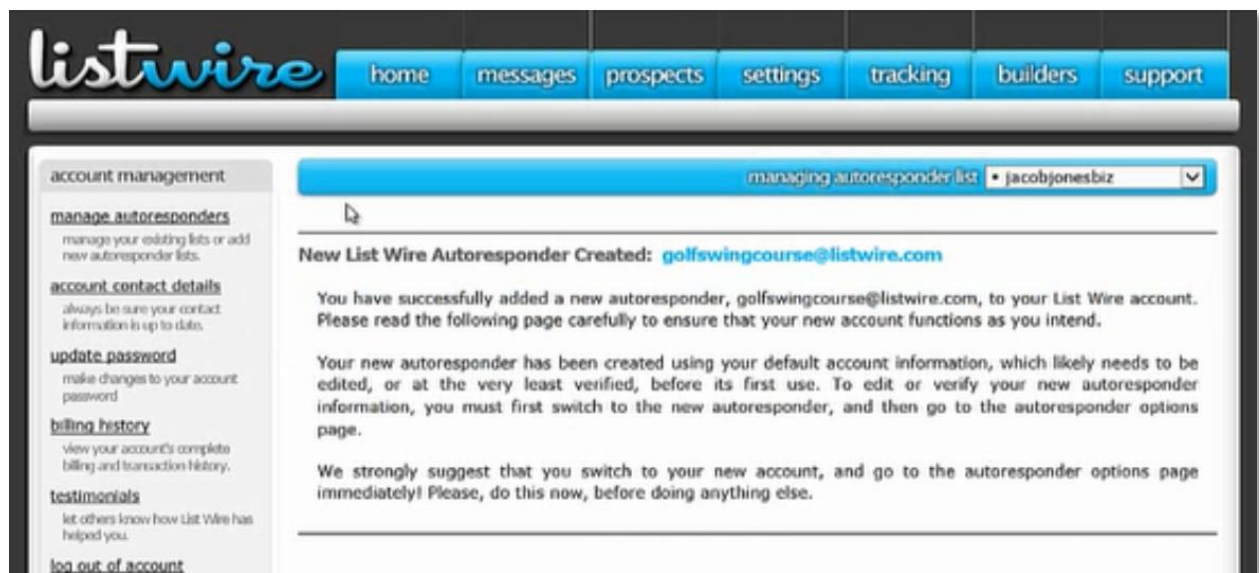 listwire
home messages prospects settings tracking builders support
account management
manage autoresponders
manage your existing lists or add
new autoresponder lists.
account contact details
always be sure your contact
information is up to date.
update password
make changes to your account
password
billing history
view your account's complete
billing and transaction history.
testimonials
let others know how List Wire has
helped you.
log out of account
managing autoresponder list • jacobjonesbiz
New List Wire Autoresponder Created: golfswingcourse@listwire.com
You have successfully added a new autoresponder, golfswingcourse@listwire.com, to your List Wire account.
Please read the following page carefully to ensure that your new account functions as you intend.
Your new autoresponder has been created using your default account information, which likely needs to be
edited, or at the very least verified, before its first use. To edit or verify your new autoresponder
information, you must first switch to the new autoresponder, and then go to the autoresponder options
page.
We strongly suggest that you switch to your new account, and go to the autoresponder options page
immediately! Please, do this now, before doing anything else.